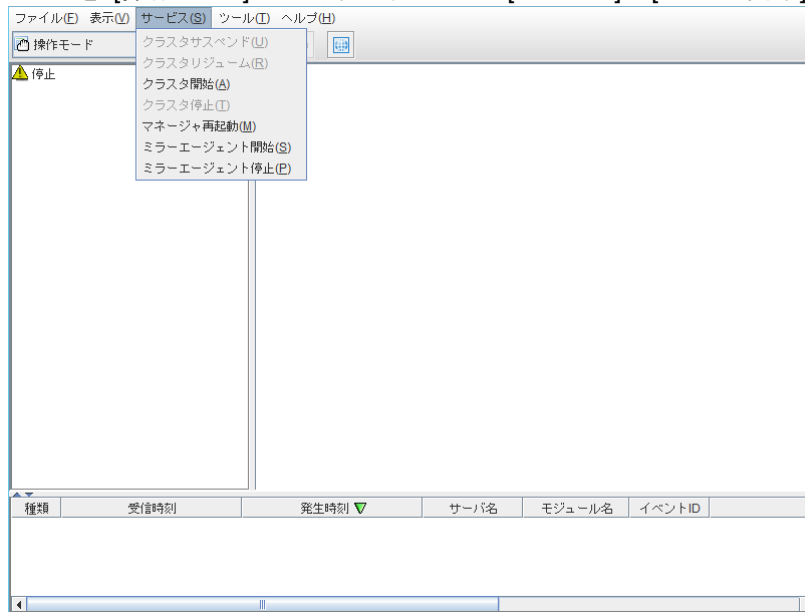 ファイル(F) 表示(V) サービス(S) ツール(T) ヘルプ(H)
操作モード
クラスタサスペンド(U)
クラスタリジューム(R)
停止
クラスタ開始(A)
クラスタ停止(T)
マネージャ再起動(M)
ミラーエージェント開始(S)
ミラーエージェント停止(P)
種類 受信時刻 発生時刻 サーバ名 モジュール名 イベントID